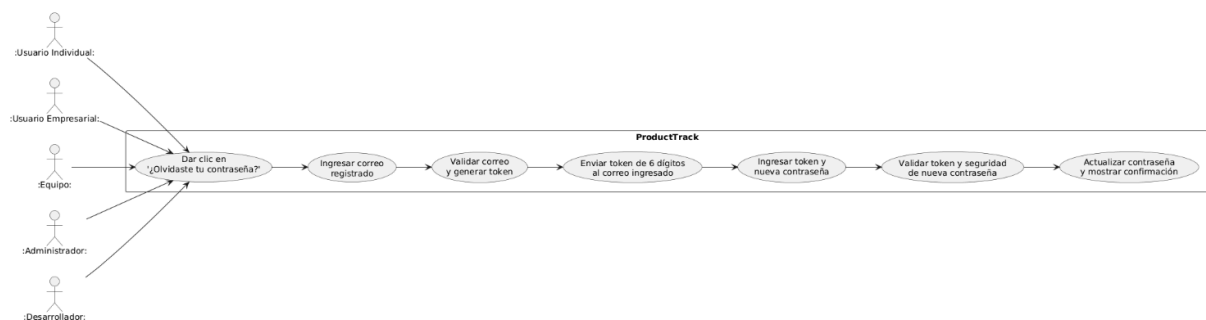 :Usuario Individual:
:Usuario Empresarial:
:Equipo:
:Administrador:
:Desarrollador:
ProductTrack
Dar clic en
'¿Olvidaste tu contraseña?'
Ingresar correo
registrado
Validar correo
y generar token
Enviar token de 6 dígitos
al correo ingresado
Ingresar token y
nueva contraseña
Validar token y seguridad
de nueva contraseña
Actualizar contraseña
y mostrar confirmación